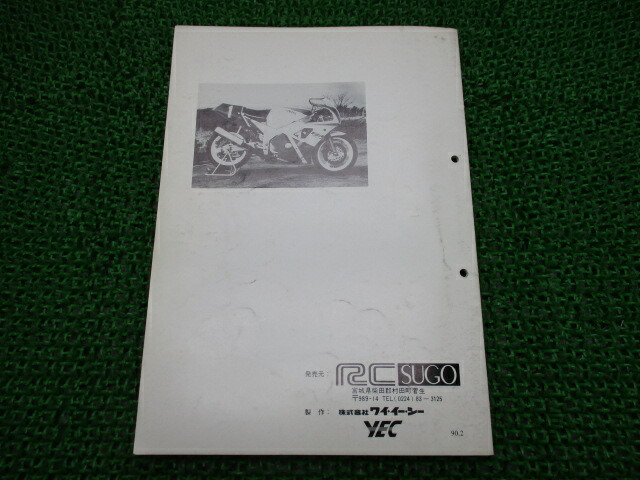 発売元： RC SUGO
宮城県柴田郡村田町菅生
〒989-14 TEL(0224) 83-3125
製作： 株式会社ワイ・イー・シー
YEC
90.2